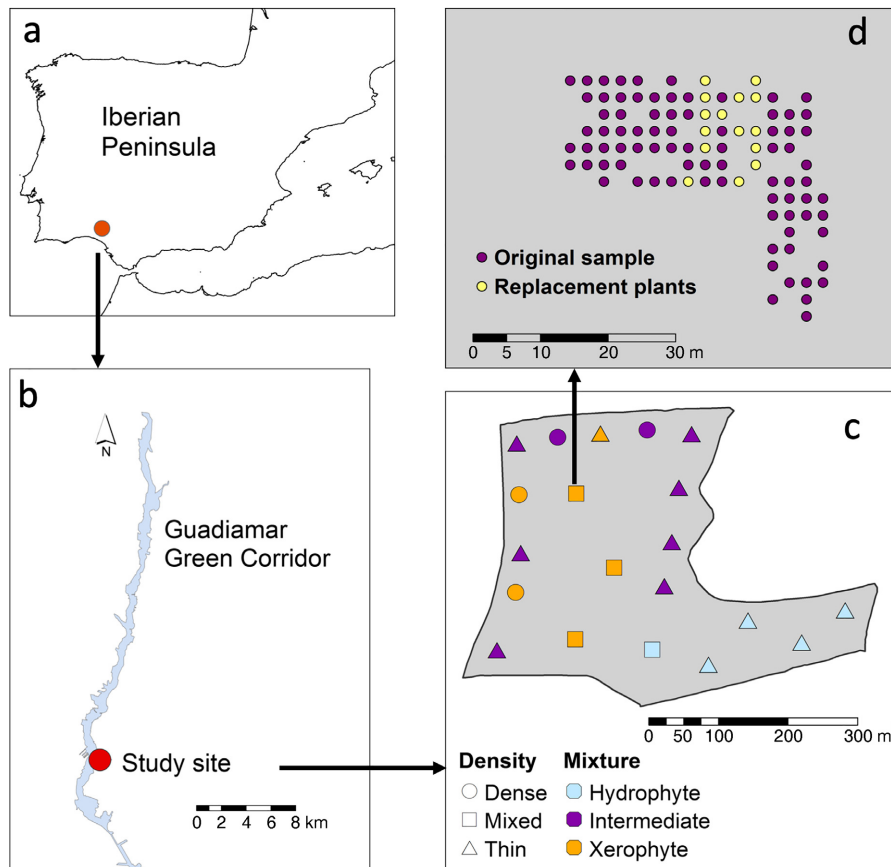 a
Iberian
Peninsula
b
N
Guadiamar
Green Corridor
Study site
0 2 4 6 8 km
d
Original sample
Replacement plants
0 5 10 20 30 m
c
0 50 100 200 300 m
Density Mixture
Dense Hydrophyte
Mixed Intermediate
Thin Xerophyte